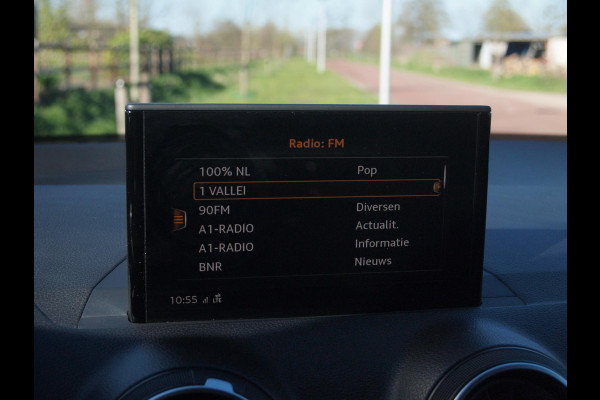 Radio: FM
100% NL Pop
1 VALLEI
90FM Diversen
A1-RADIO Actualit.
A1-RADIO Informatie
BNR Nieuws
10:55 LTE